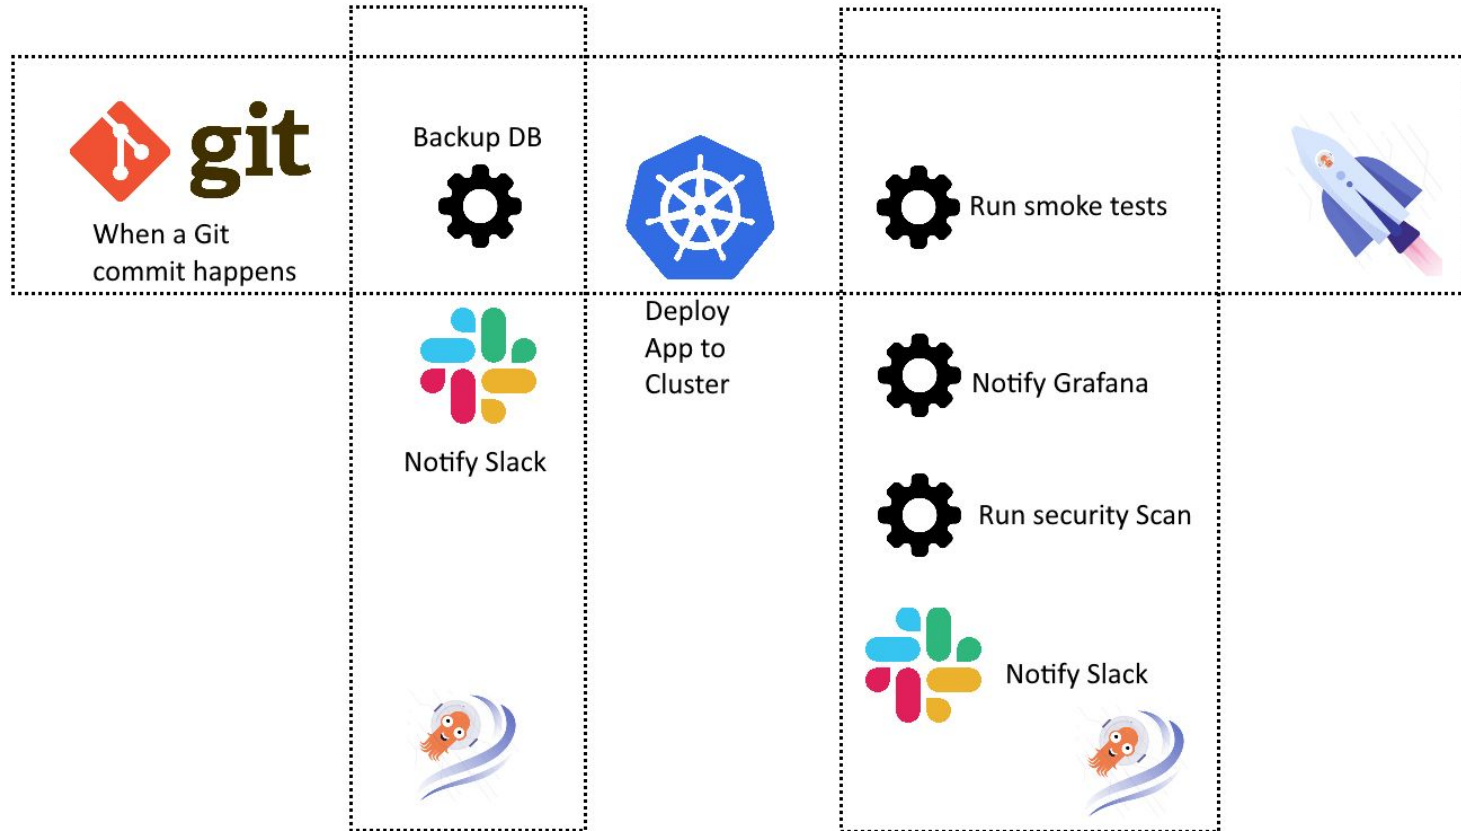 git
When a Git
commit happens
Backup DB
Notify Slack
Deploy
App to
Cluster
Run smoke tests
Notify Grafana
Run security Scan
Notify Slack